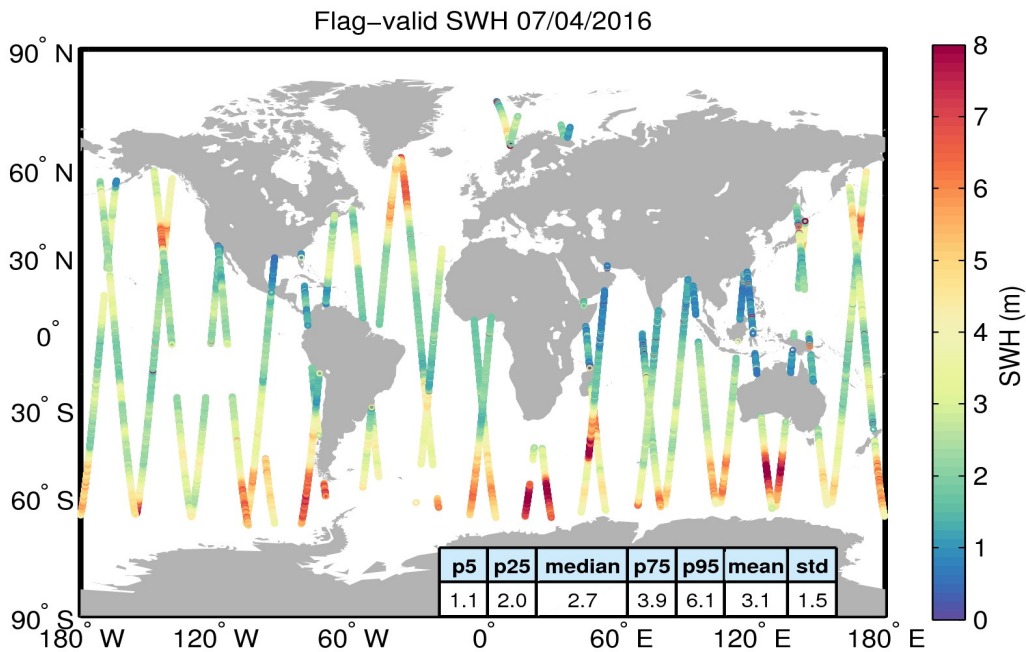 Flag−valid SWH 07/04/2016
90° N
60° N
30° N
0°
30° S
60° S
90° S
180° W
120° W
60° W
0°
60° E
120° E
180° E
p5 p25 median p75 p95 mean std
1.1 2.0 2.7 3.9 6.1 3.1 1.5
8
7
6
5
4
3
2
1
0
SWH (m)